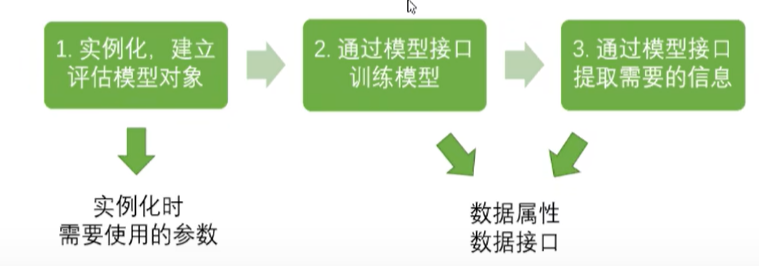 1. 实例化，建立
评估模型对象
2. 通过模型接口
训练模型
3. 通过模型接口
提取需要的信息
实例化时
需要使用的参数
数据属性
数据接口